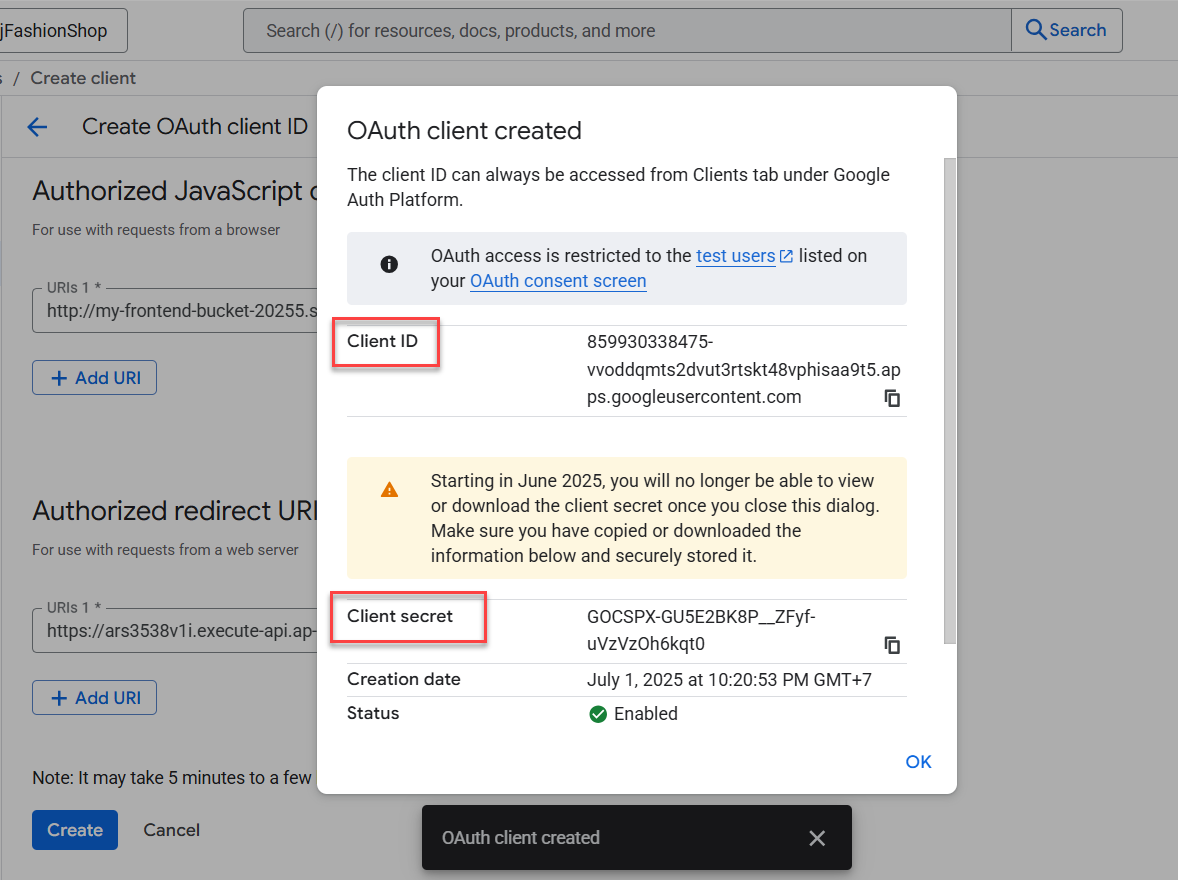 jFashionShop
Search (/) for resources, docs, products, and more
Search
/ Create client
Create OAuth client ID
Authorized JavaScript
For use with requests from a browser
URIs 1 *
http://my-frontend-bucket-20255.s
Add URI
Authorized redirect URI
For use with requests from a web server
URIs 1 *
https://ars3538v1i.execute-api.ap-
Add URI
Note: It may take 5 minutes to a few
Create
Cancel
OAuth client created
The client ID can always be accessed from Clients tab under Google
Auth Platform.
OAuth access is restricted to the test users listed on
your OAuth consent screen
Client ID
859930338475-
vvoddqmts2dvut3rtskt48vphisaa9t5.ap
ps.googleusercontent.com
Starting in June 2025, you will no longer be able to view
or download the client secret once you close this dialog.
Make sure you have copied or downloaded the
information below and securely stored it.
Client secret
GOCSPX-GU5E2BK8P__ZFyf-
uVzVzOh6kqt0
Creation date
July 1, 2025 at 10:20:53 PM GMT+7
Status
Enabled
OK
OAuth client created